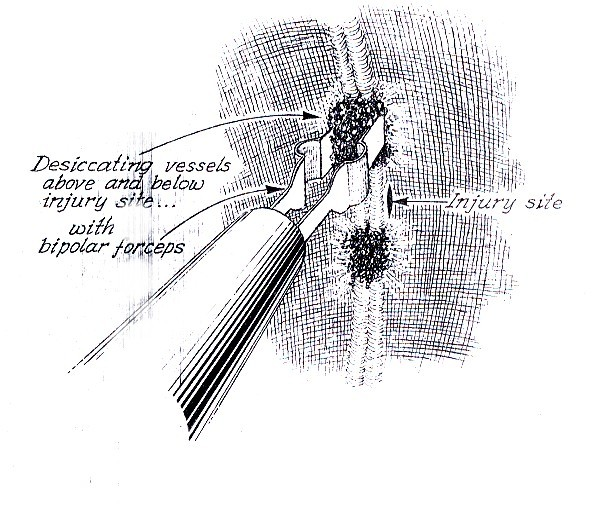 Desiccating vessels
above and below
injury site...
with
bipolar forceps
Injury site